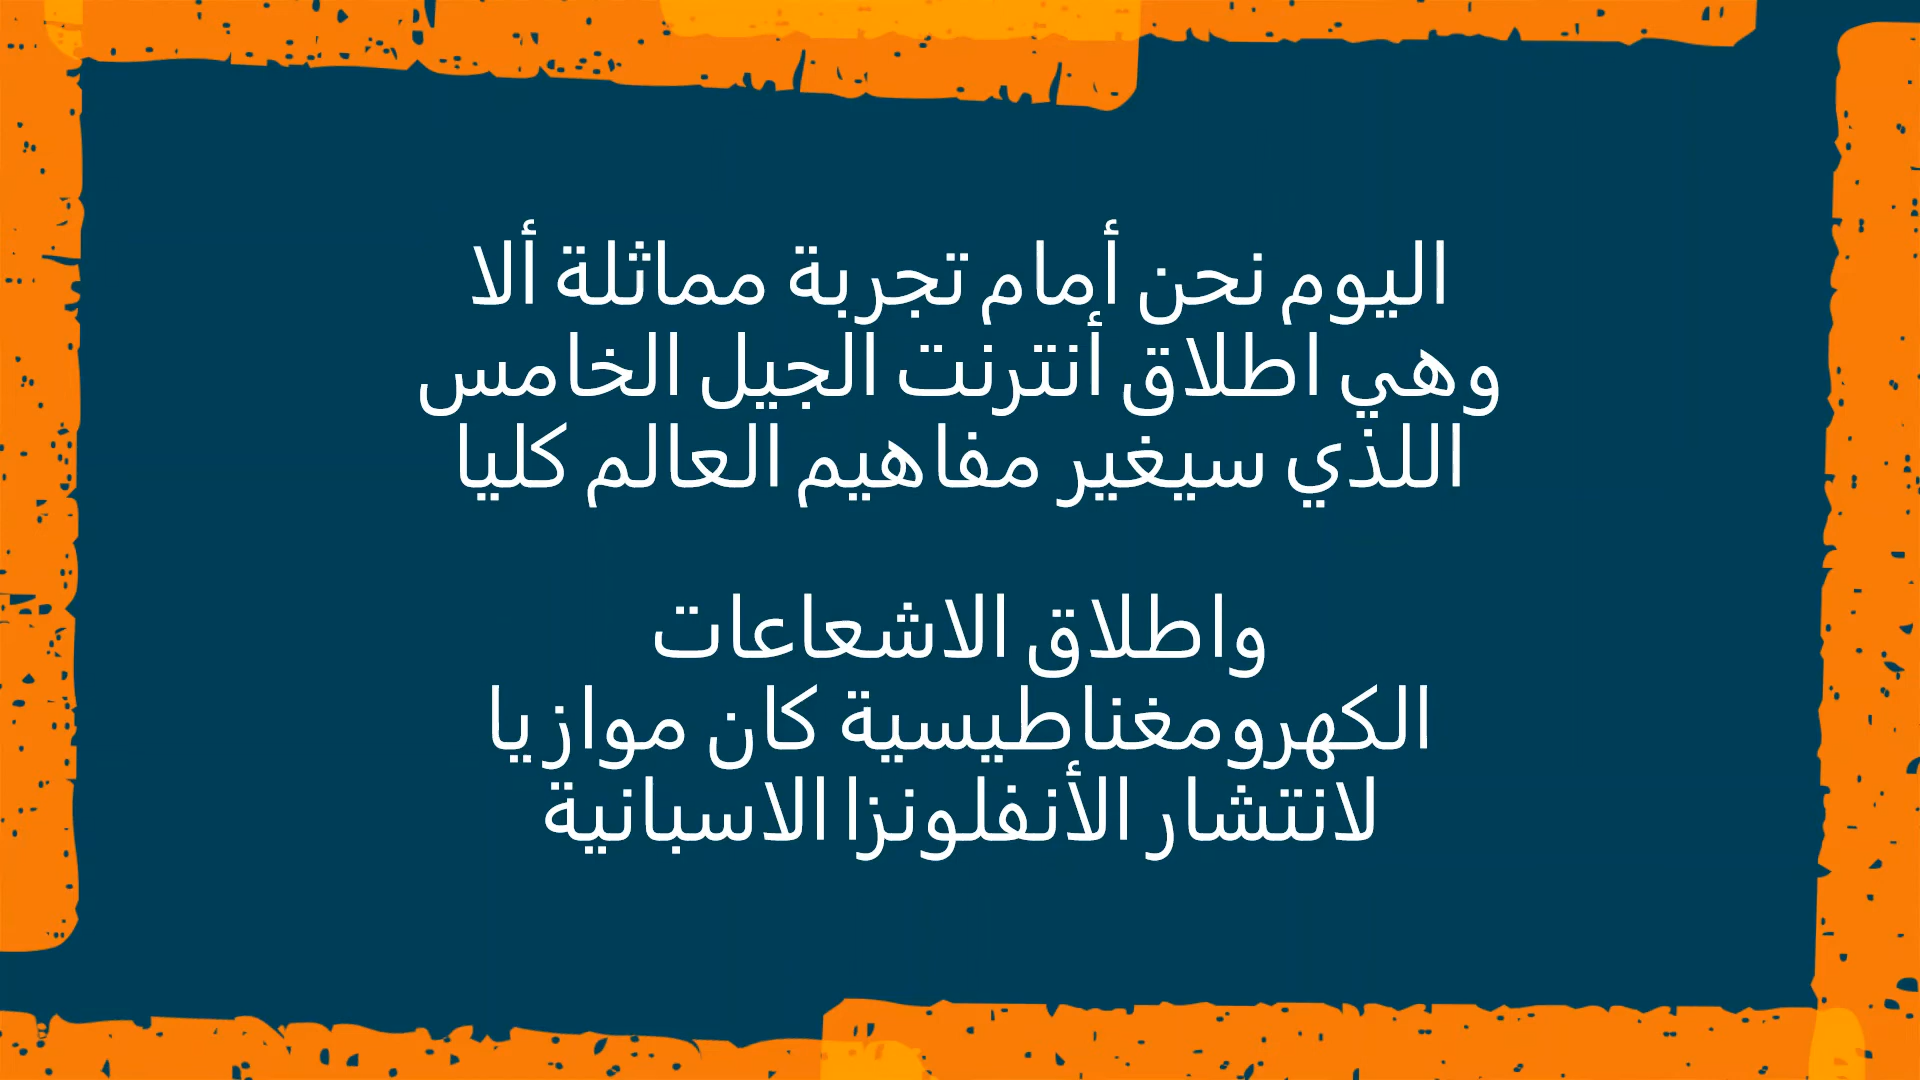 اليوم نحن أمام تجربة مماثلة ألا
وهي اطلاق أنترنت الجيل الخامس
اللذي سيغير مفاهيم العالم كليا
واطلاق الاشعاعات
الكهرومغناطيسية كان موازيا
لانتشار الأنفلونزا الاسبانية